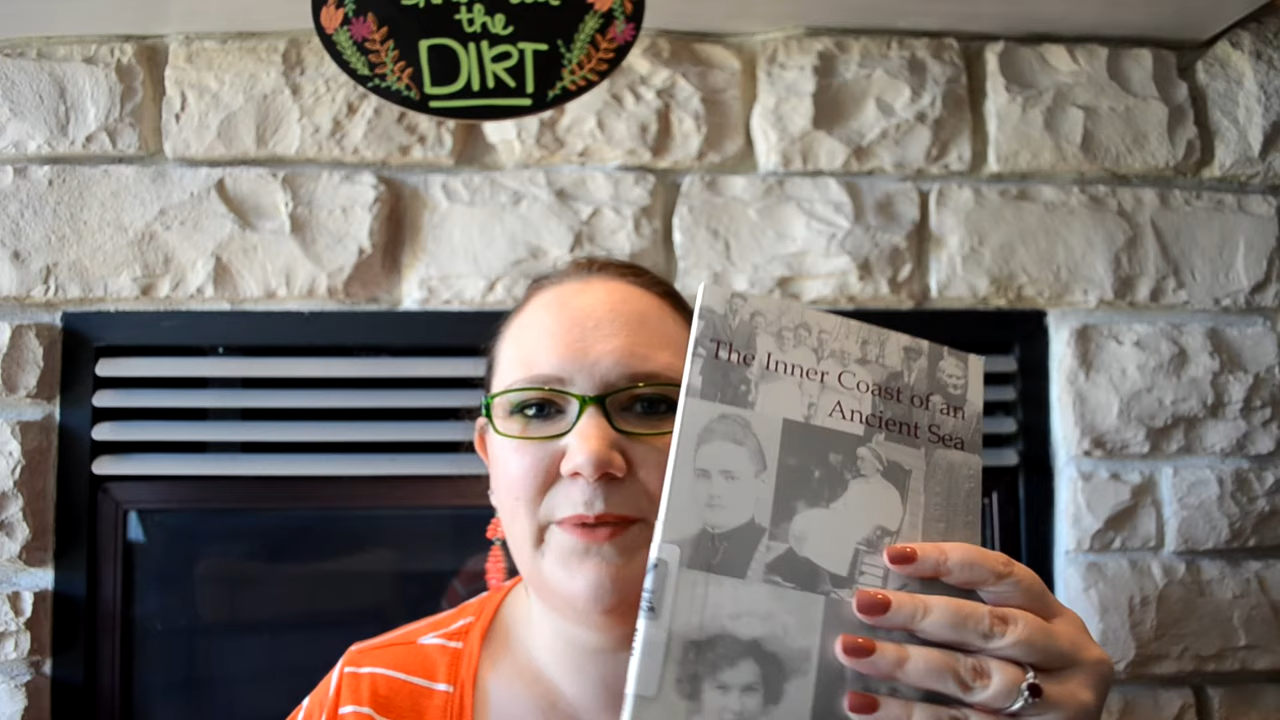 the
DIRT
The Inner Coast of an
Ancient Sea